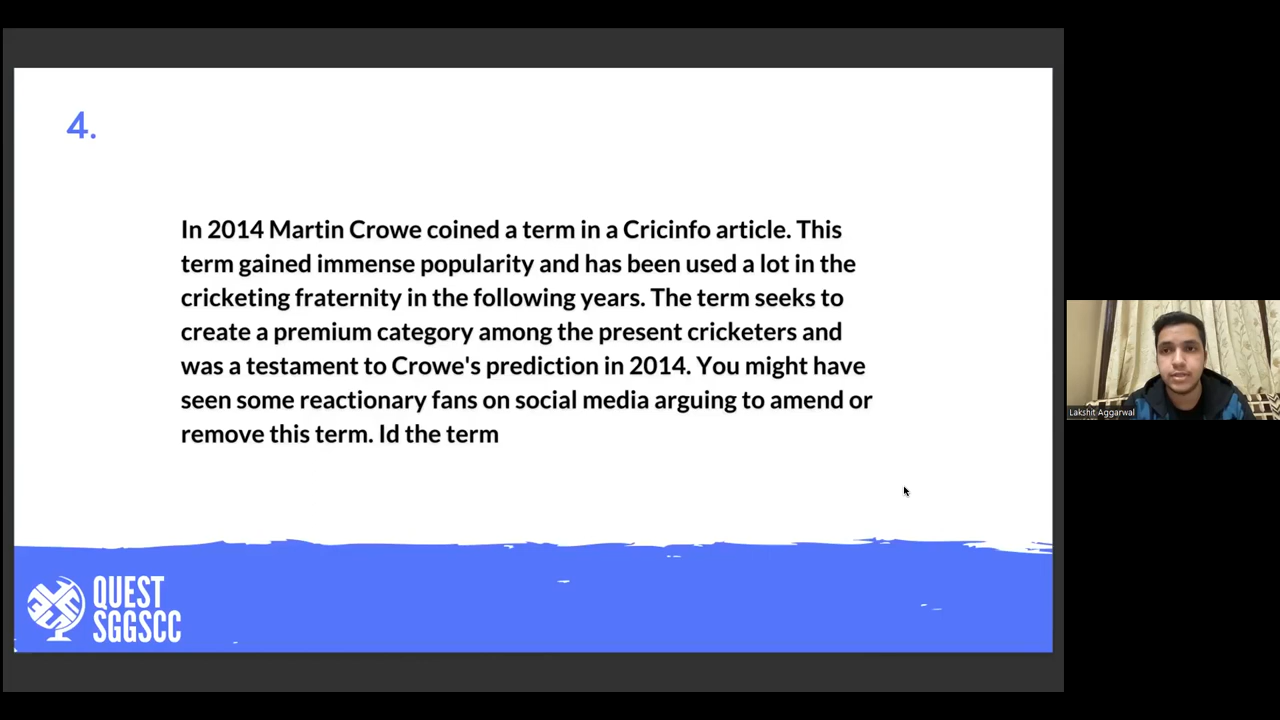 4.
In 2014 Martin Crowe coined a term in a Cricinfo article. This
term gained immense popularity and has been used a lot in the
cricketing fraternity in the following years. The term seeks to
create a premium category among the present cricketers and
was a testament to Crowe's prediction in 2014. You might have
seen some reactionary fans on social media arguing to amend or
remove this term. Id the term
Lakshit Aggarwal
QUEST
SGGSCC